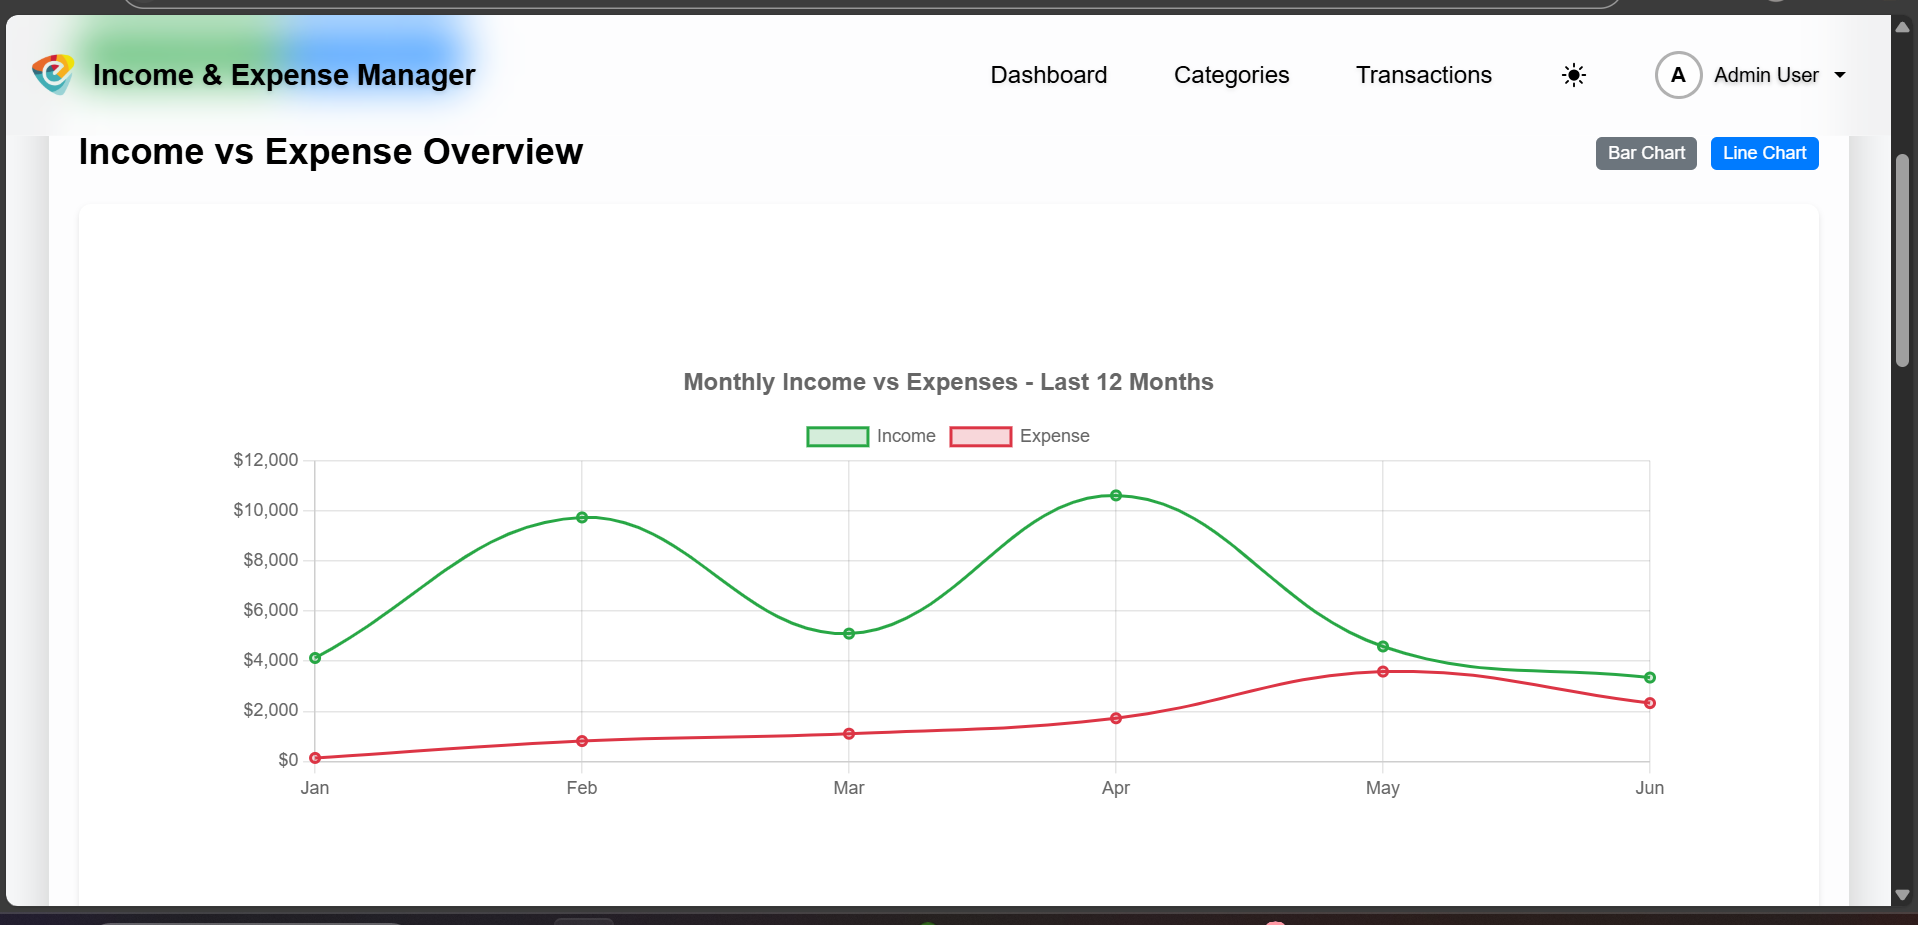 Income & Expense Manager
Dashboard
Categories
Transactions
A
Admin User
Income vs Expense Overview
Bar Chart
Line Chart
Monthly Income vs Expenses - Last 12 Months
Income
Expense
$12,000
$10,000
$8,000
$6,000
$4,000
$2,000
$0
Jan
Feb
Mar
Apr
May
Jun